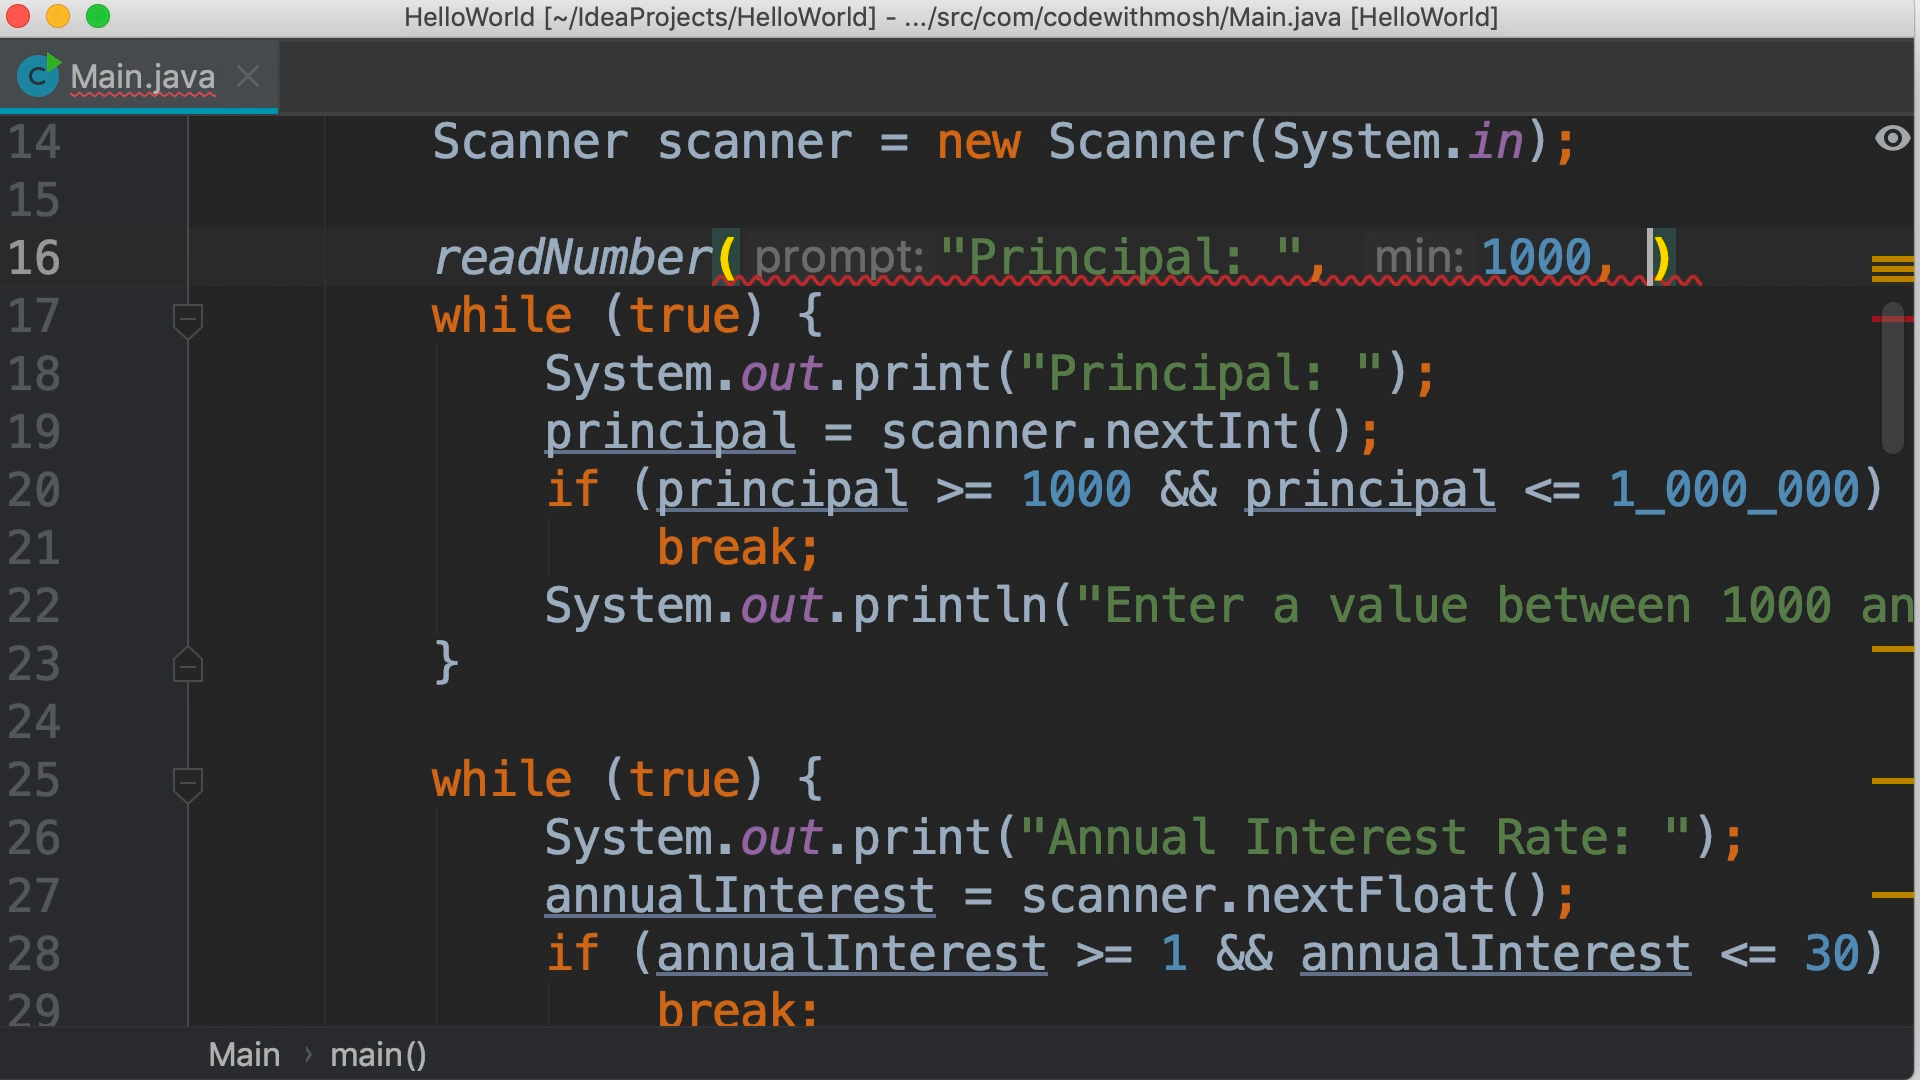 HelloWorld [~/IdeaProjects/HelloWorld] - .../src/com/codewithmosh/Main.java [HelloWorld]
Main.java
14 Scanner scanner = new Scanner(System.in);
15
16 readNumber( prompt: "Principal: ", min: 1000, )
17 while (true) {
18 System.out.print("Principal: ");
19 principal = scanner.nextInt();
20 if (principal >= 1000 && principal <= 1_000_000)
21 break;
22 System.out.println("Enter a value between 1000 an
23 }
24
25 while (true) {
26 System.out.print("Annual Interest Rate: ");
27 annualInterest = scanner.nextFloat();
28 if (annualInterest >= 1 && annualInterest <= 30)
29 break;
Main › main()